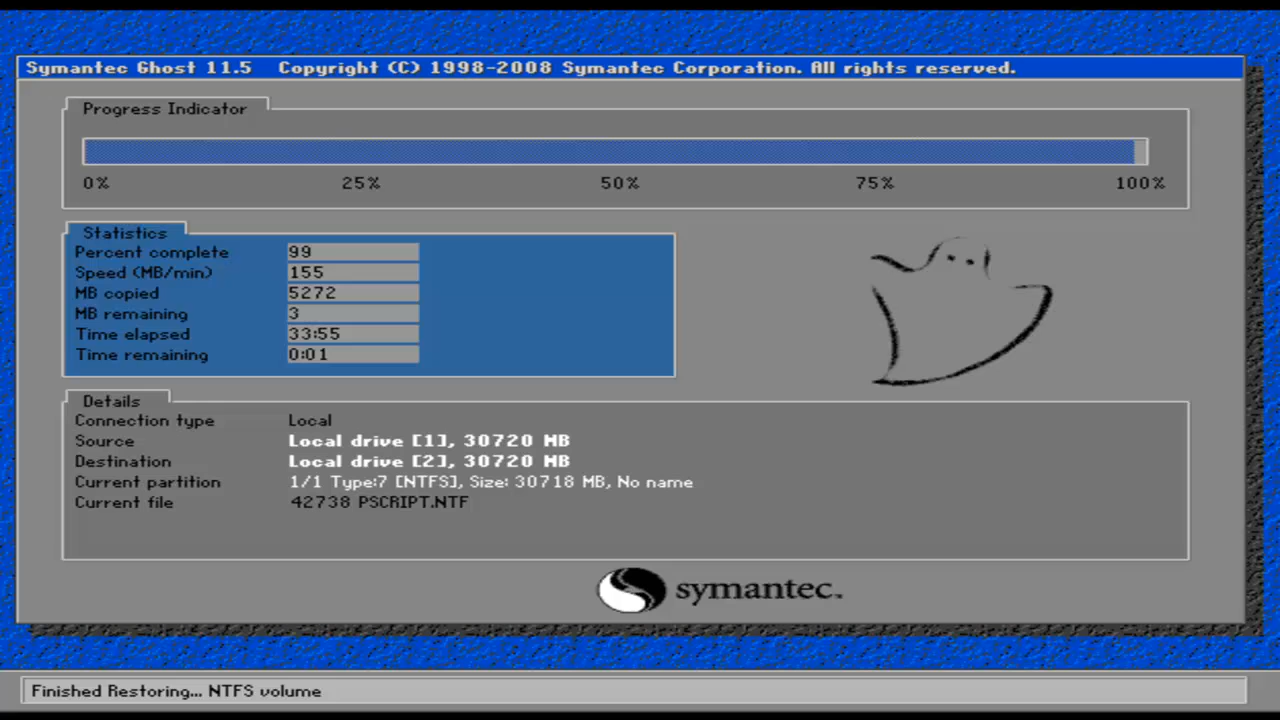 Symantec Ghost 11.5   Copyright (C) 1998-2008 Symantec Corporation. All rights reserved.
Progress Indicator
0%   25%   50%   75%   100%
Statistics
Percent complete   99
Speed (MB/min)   155
MB copied   5272
MB remaining   3
Time elapsed   33:55
Time remaining   0:01
Details
Connection type   Local
Source   Local drive [1], 30720 MB
Destination   Local drive [2], 30720 MB
Current partition   1/1 Type:7 [NTFS], Size: 30718 MB, No name
Current file   42738 PSCRIPT.NTF
symantec.
Finished Restoring... NTFS volume